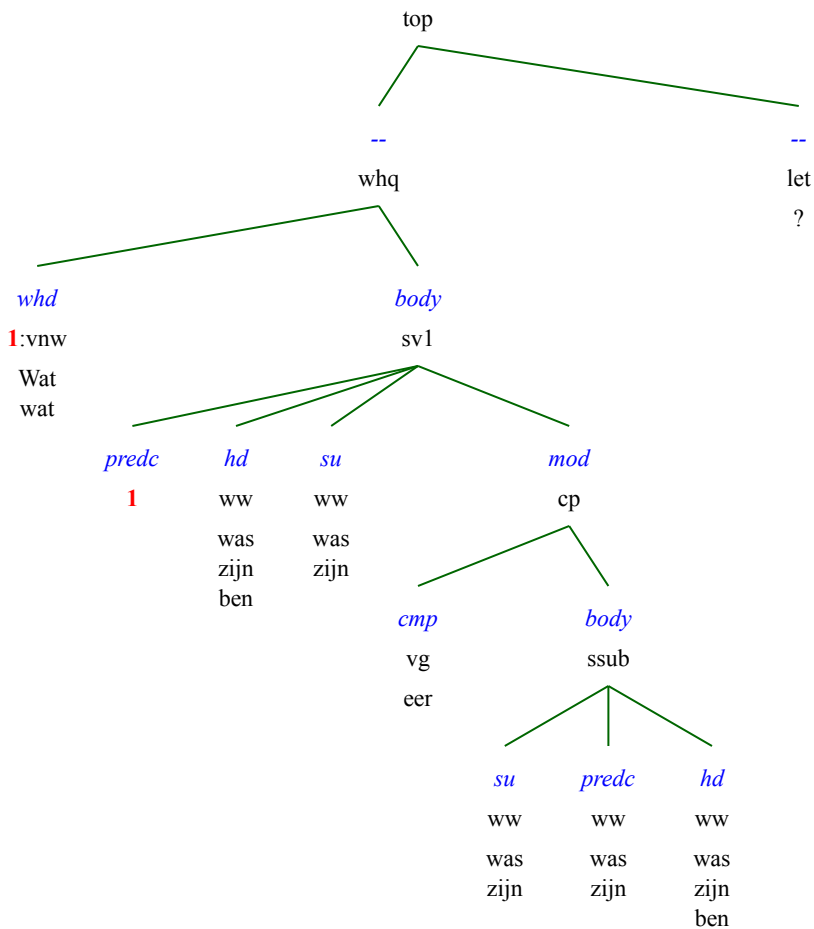 top
-- --
whq let
?
whd body
1:vnw sv1
Wat
wat
predc hd su mod
1 ww ww cp
was was
zijn zijn
ben
cmp body
vg ssub
eer
su predc hd
ww ww ww
was was was
zijn zijn zijn
ben